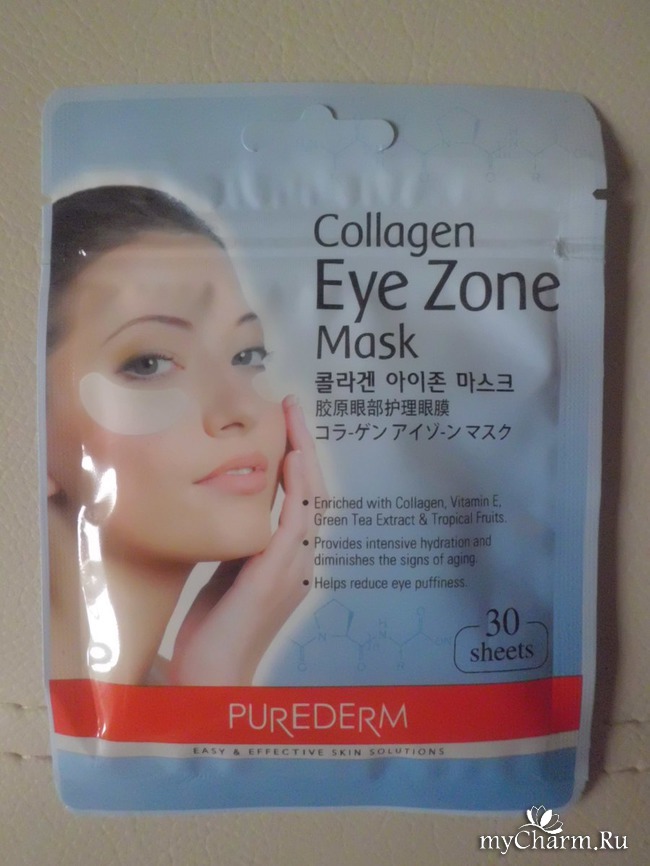 Collagen
Eye Zone
Mask
콜라겐 아이존 마스크
胶原眼部护理眼膜
コラ-ゲン アイゾ-ン マスク
• Enriched with Collagen, Vitamin E,
Green Tea Extract & Tropical Fruits.
• Provides intensive hydration and
diminishes the signs of aging.
• Helps reduce eye puffiness.
30
sheets
PUREDERM
EASY & EFFECTIVE SKIN SOLUTIONS
myCharm.Ru